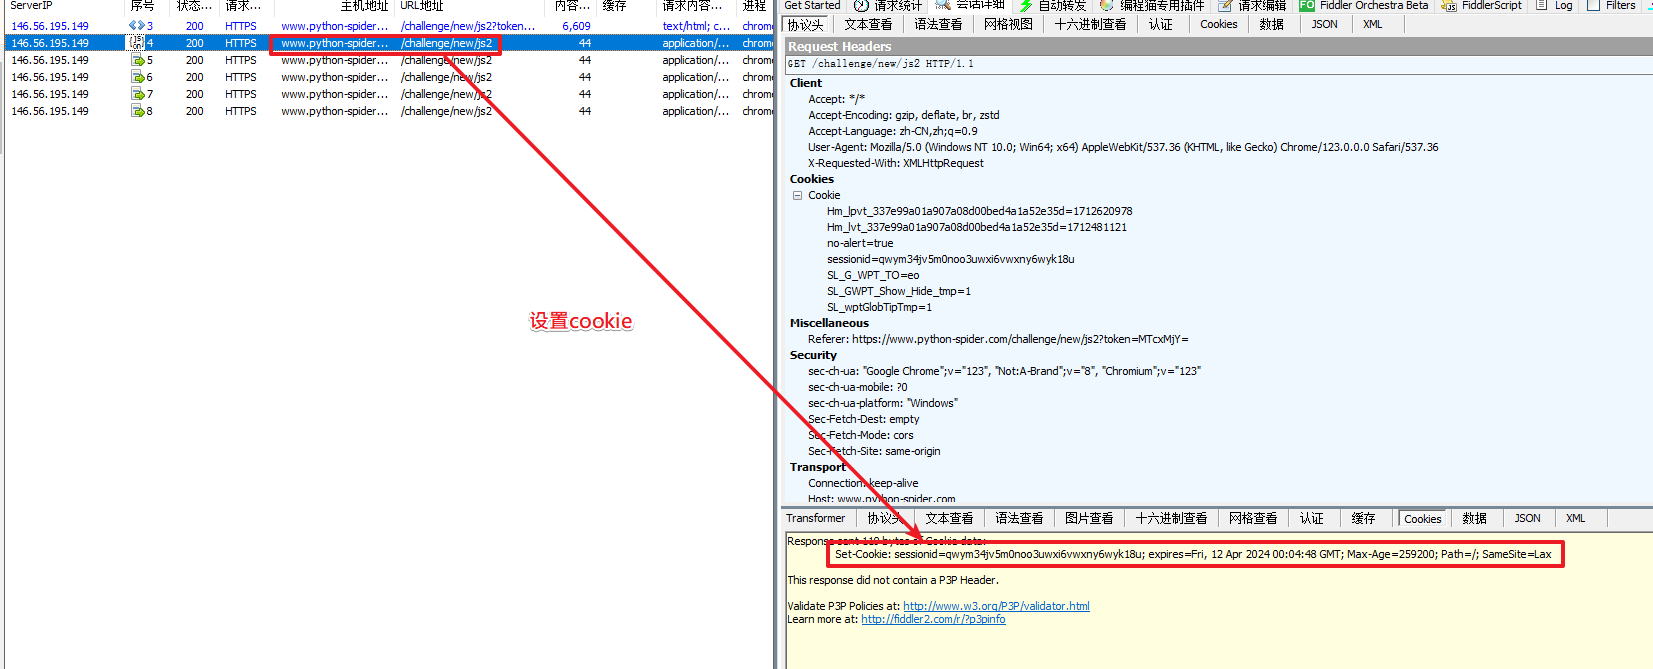 ServerIP 序号 状态... 请求... 主机地址 URL地址 内容... 缓存 请求内容... 进程
146.56.195.149 3 200 HTTPS www.python-spider... /challenge/new/js2?token... 6,609 text/html; c... chrome
146.56.195.149 4 200 HTTPS www.python-spider... /challenge/new/js2 44 application/... chrome
146.56.195.149 5 200 HTTPS www.python-spider... /challenge/new/js2 44 application/... chrome
146.56.195.149 6 200 HTTPS www.python-spider... /challenge/new/js2 44 application/... chrome
146.56.195.149 7 200 HTTPS www.python-spider... /challenge/new/js2 44 application/... chrome
146.56.195.149 8 200 HTTPS www.python-spider... /challenge/new/js2 44 application/... chrome
设置cookie
Get Started 请求统计 会话详细 自动转发 编程猫专用插件 请求编辑 FO Fiddler Orchestra Beta FiddlerScript Log Filters
协议头 文本查看 语法查看 网格视图 十六进制查看 认证 Cookies 数据 JSON XML
Request Headers
GET /challenge/new/js2 HTTP/1.1
Client
Accept: */*
Accept-Encoding: gzip, deflate, br, zstd
Accept-Language: zh-CN,zh;q=0.9
User-Agent: Mozilla/5.0 (Windows NT 10.0; Win64; x64) AppleWebKit/537.36 (KHTML, like Gecko) Chrome/123.0.0.0 Safari/537.36
X-Requested-With: XMLHttpRequest
Cookies
Cookie
Hm_lpvt_337e99a01a907a08d00bed4a1a52e35d=1712620978
Hm_lvt_337e99a01a907a08d00bed4a1a52e35d=1712481121
no-alert=true
sessionid=qwym34jv5m0noo3uwxi6vwxny6wyk18u
SL_G_WPT_TO=eo
SL_GWPT_Show_Hide_tmp=1
SL_wptGlobTipTmp=1
Miscellaneous
Referer: https://www.python-spider.com/challenge/new/js2?token=MTcxMjY=
Security
sec-ch-ua: "Google Chrome";v="123", "Not:A-Brand";v="8", "Chromium";v="123"
sec-ch-ua-mobile: ?0
sec-ch-ua-platform: "Windows"
Sec-Fetch-Dest: empty
Sec-Fetch-Mode: cors
Sec-Fetch-Site: same-origin
Transport
Connection: keep-alive
Host: www.python-spider.com
Transformer 协议头 文本查看 语法查看 图片查看 十六进制查看 网格查看 认证 缓存 Cookies 数据 JSON XML
Response sent 119 bytes of Cookie data:
Set-Cookie: sessionid=qwym34jv5m0noo3uwxi6vwxny6wyk18u; expires=Fri, 12 Apr 2024 00:04:48 GMT; Max-Age=259200; Path=/; SameSite=Lax
This response did not contain a P3P Header.
Validate P3P Policies at: http://www.w3.org/P3P/validator.html
Learn more at: http://fiddler2.com/r/?p3pinfo